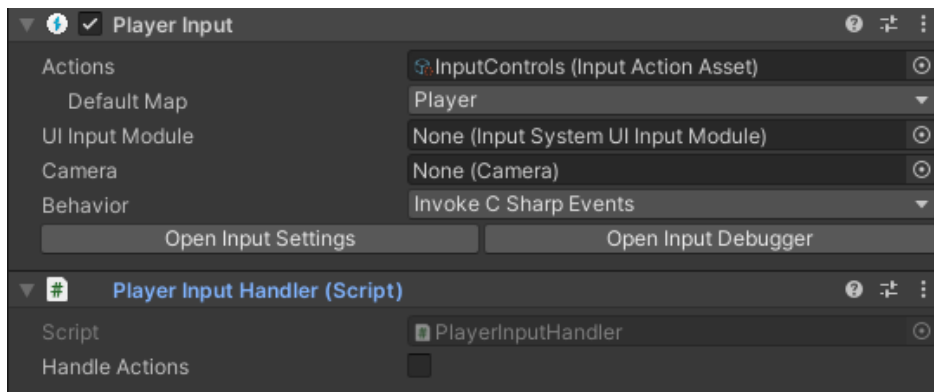 Player Input
Actions InputControls (Input Action Asset)
Default Map Player
UI Input Module None (Input System UI Input Module)
Camera None (Camera)
Behavior Invoke C Sharp Events
Open Input Settings Open Input Debugger
# Player Input Handler (Script)
Script # PlayerInputHandler
Handle Actions